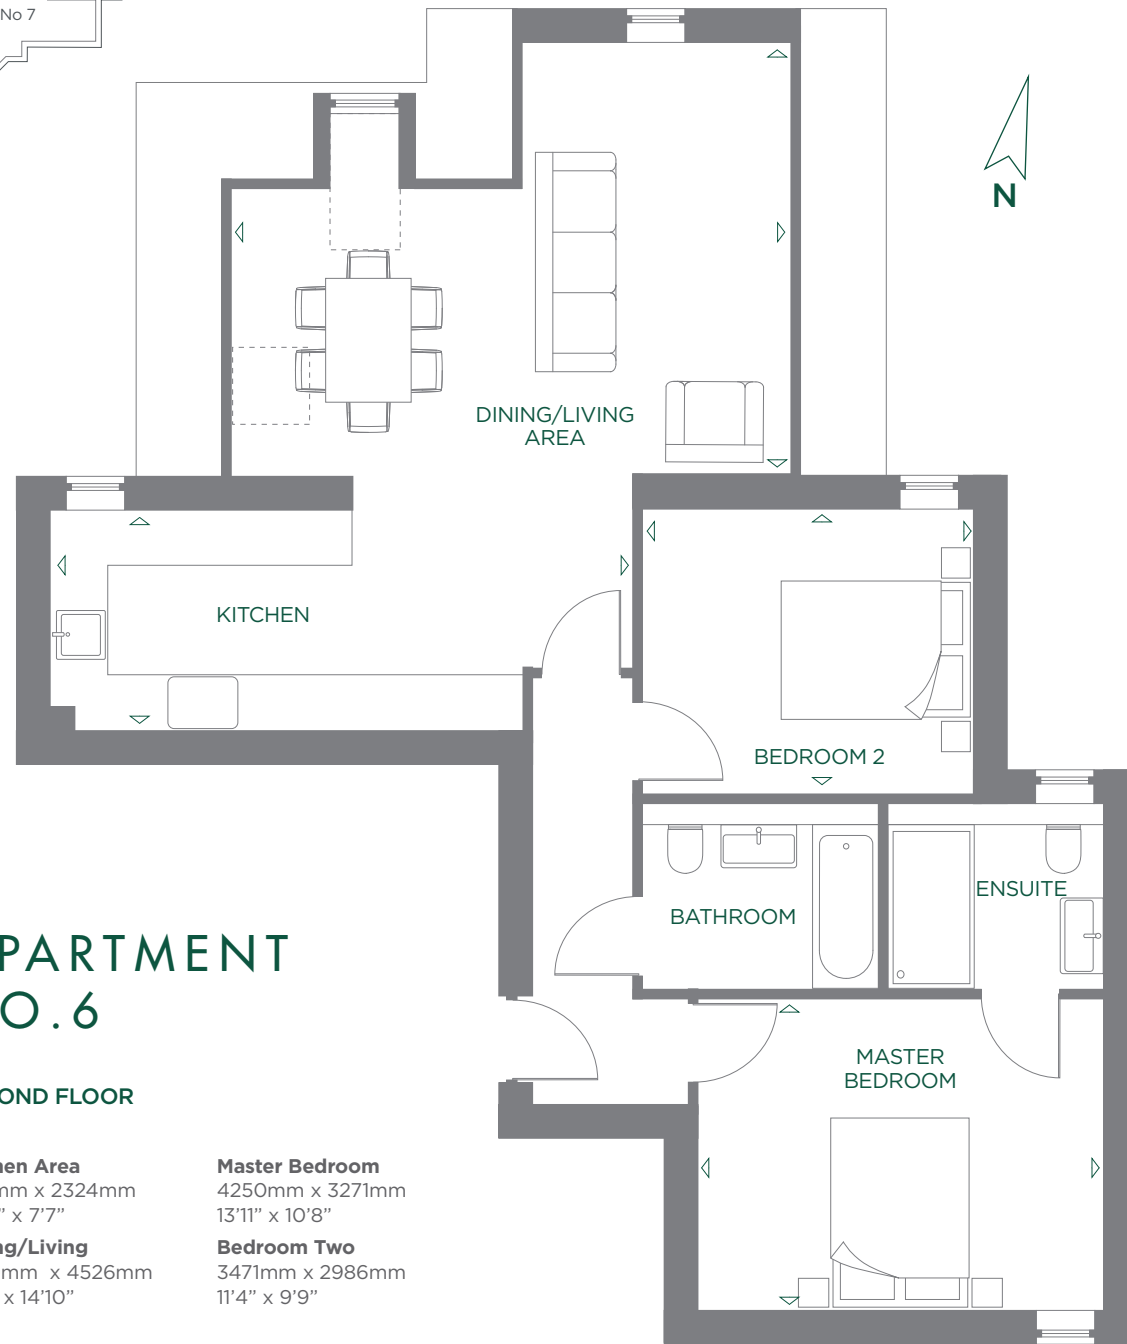 No 7
N
DINING/LIVING
AREA
KITCHEN
BEDROOM 2
BATHROOM
ENSUITE
MASTER
BEDROOM
PARTMENT
O.6
OND FLOOR
en Area
mm x 2324mm
" x 7'7"
g/Living
mm x 4526mm
x 14'10"
Master Bedroom
4250mm x 3271mm
13'11" x 10'8"
Bedroom Two
3471mm x 2986mm
11'4" x 9'9"